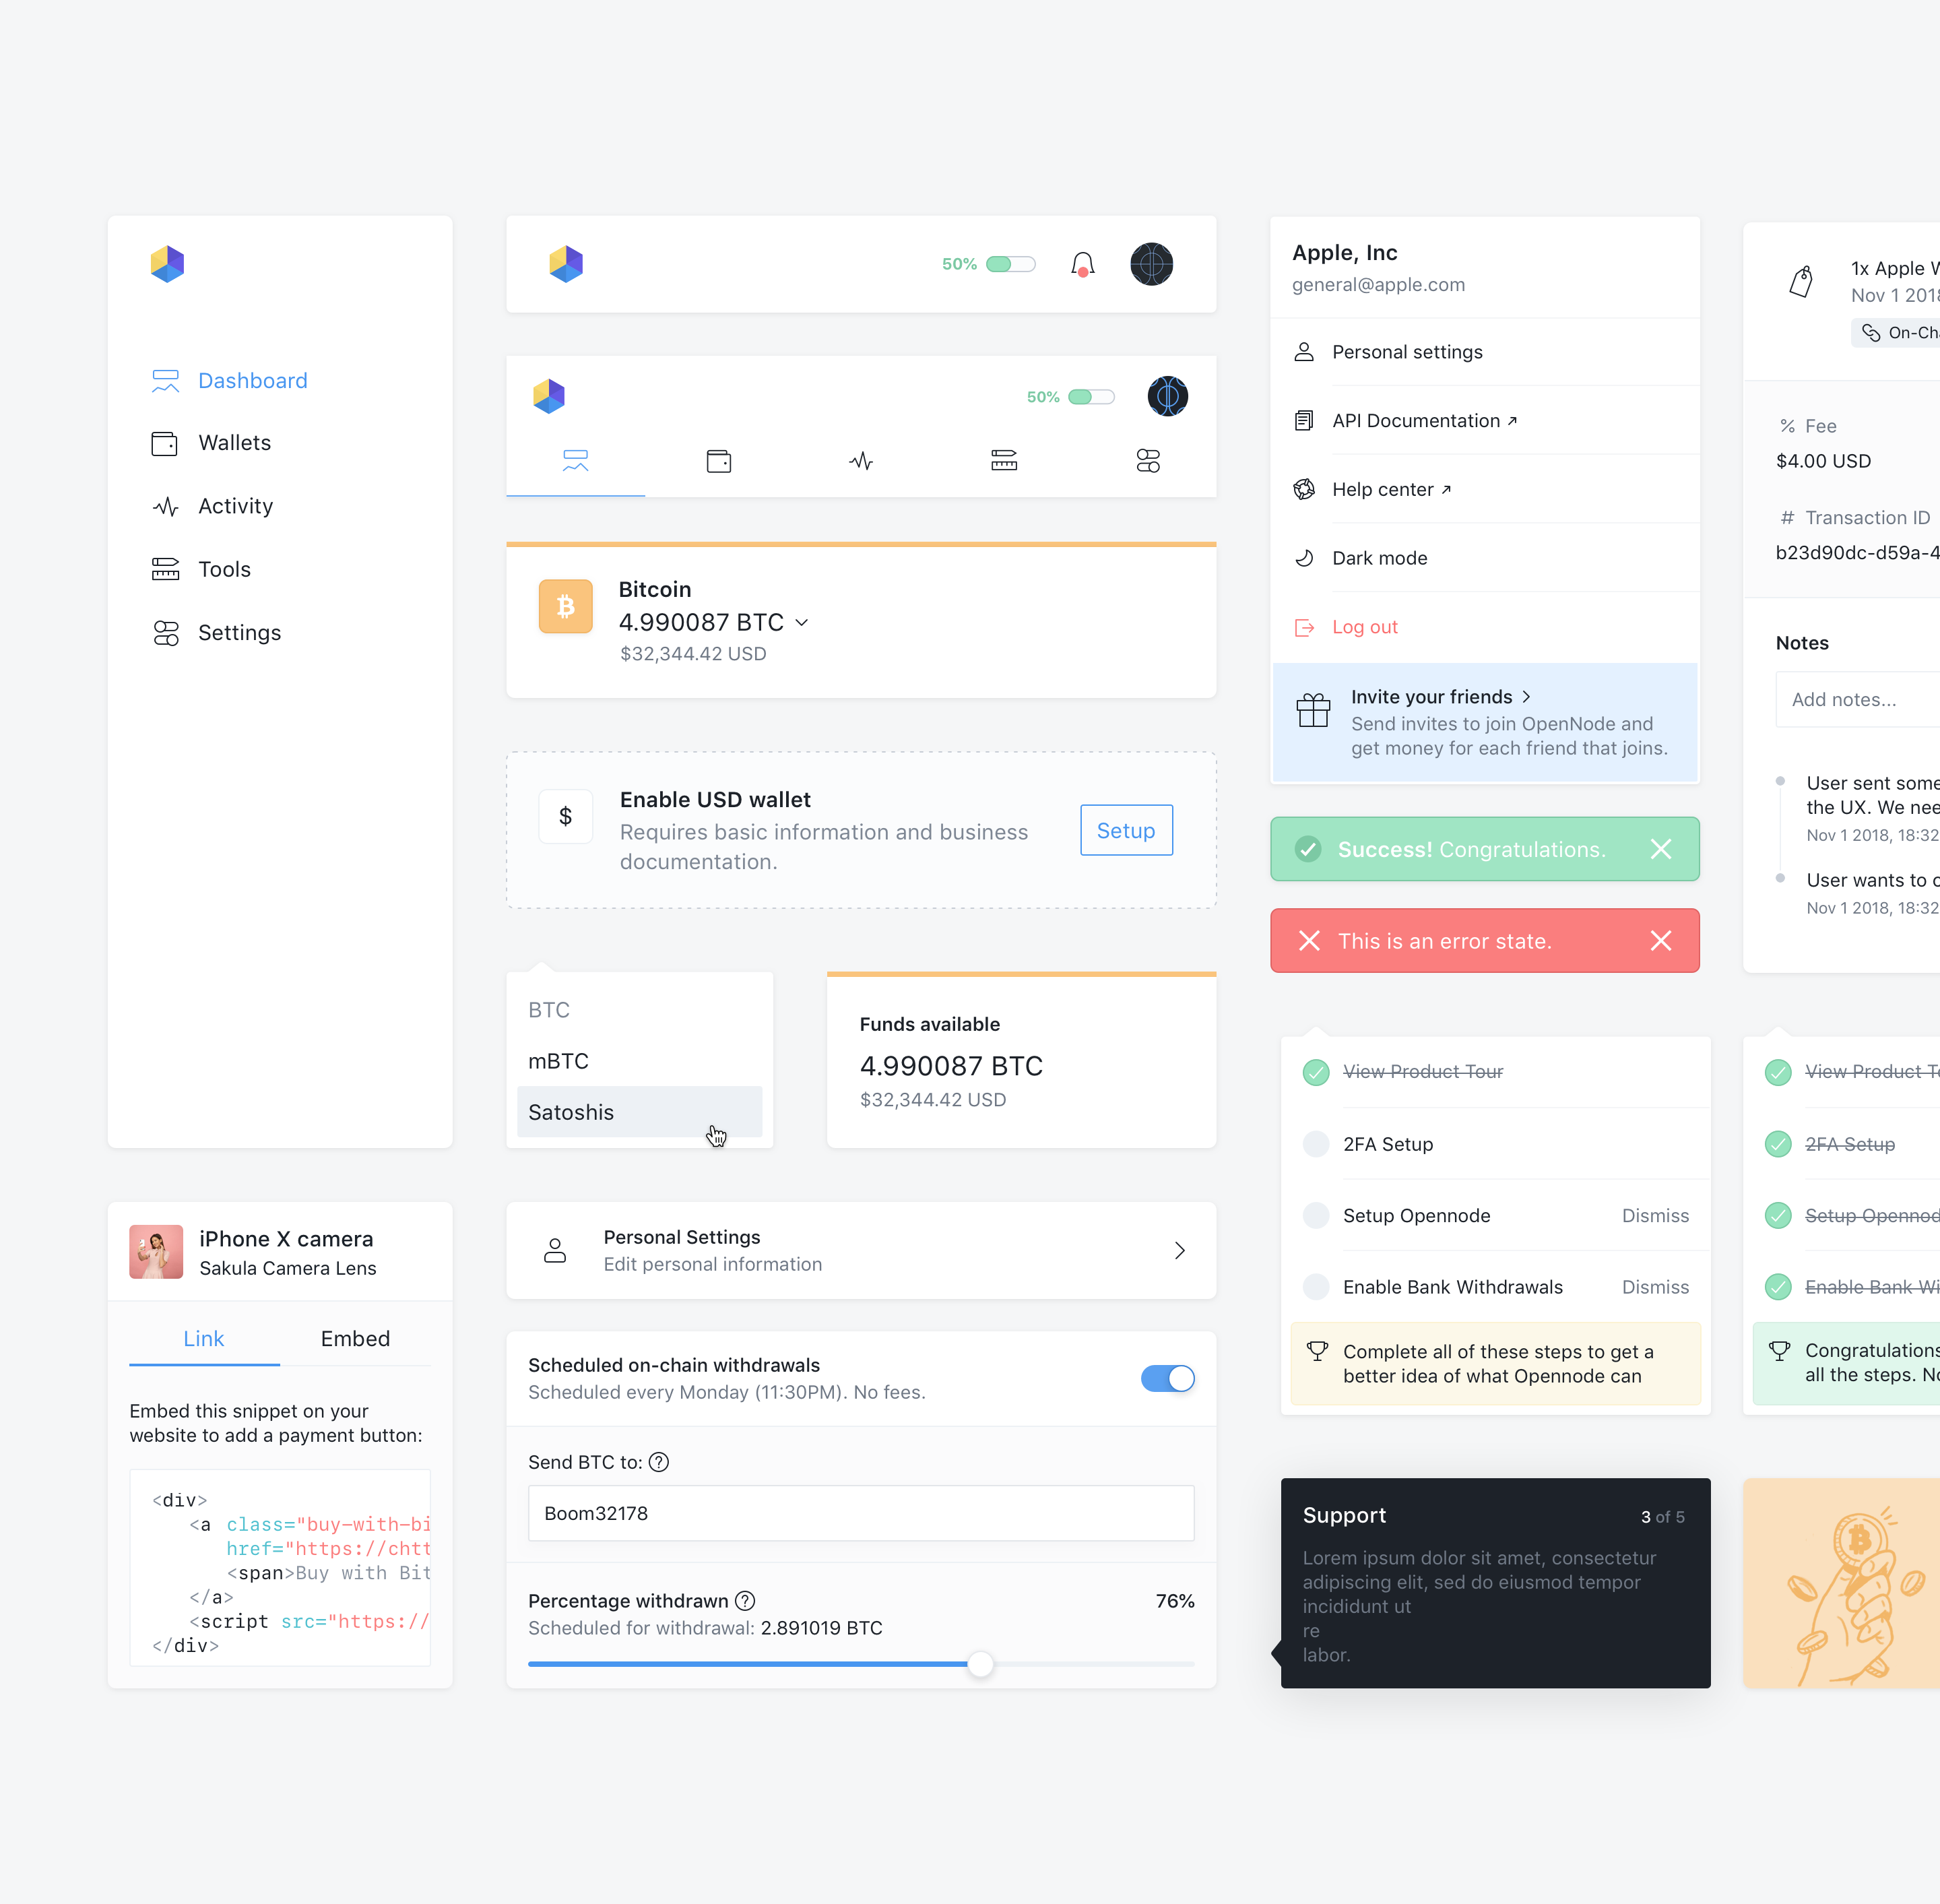 Dashboard
Wallets
Activity
Tools
Settings
50%
50%
Bitcoin
4.990087 BTC
$32,344.42 USD
$
Enable USD wallet
Requires basic information and business
documentation.
Setup
BTC
mBTC
Satoshis
Funds available
4.990087 BTC
$32,344.42 USD
Apple, Inc
general@apple.com
Personal settings
API Documentation ↗
Help center ↗
Dark mode
Log out
Invite your friends >
Send invites to join OpenNode and
get money for each friend that joins.
Success! Congratulations.
This is an error state.
1x Apple
Nov 1 2018
On-Cha
% Fee
$4.00 USD
# Transaction ID
b23d90dc-d59a-4
Notes
Add notes...
User sent some
the UX. We nee
Nov 1 2018, 18:32
User wants to
Nov 1 2018, 18:32
iPhone X camera
Sakula Camera Lens
Link
Embed
Embed this snippet on your
website to add a payment button:
<div>
<a class="buy-with-bi
href="https://chtt
<span>Buy with Bit
</a>
<script src="https://
</div>
Personal Settings
Edit personal information
Scheduled on-chain withdrawals
Scheduled every Monday (11:30PM). No fees.
Send BTC to: ?
Boom32178
Percentage withdrawn ?
76%
Scheduled for withdrawal: 2.891019 BTC
View Product Tour
2FA Setup
Setup Opennode
Dismiss
Enable Bank Withdrawals
Dismiss
Complete all of these steps to get a
better idea of what Opennode can
View Product To
2FA Setup
Setup Opennod
Enable Bank Wi
Congratulations
all the steps. No
Support
3 of 5
Lorem ipsum dolor sit amet, consectetur
adipiscing elit, sed do eiusmod tempor
incididunt ut
re
labor.